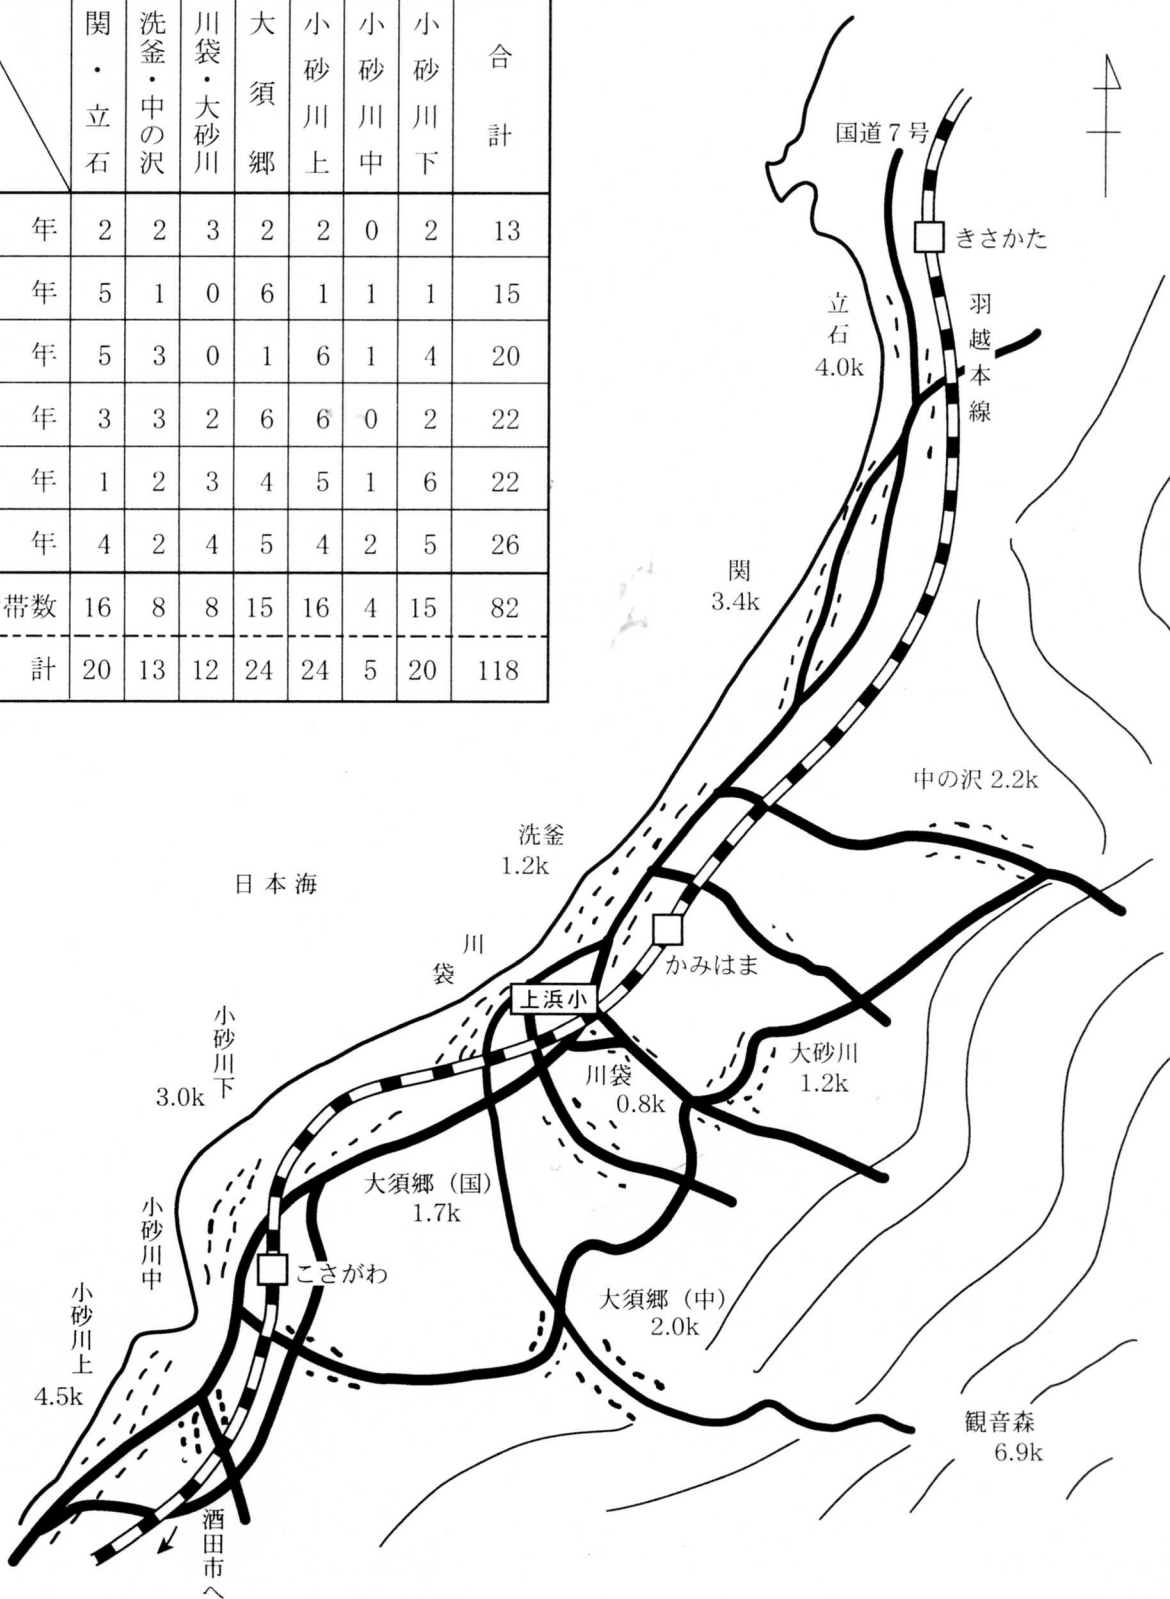 関・立石 洗釜・中の沢 川袋・大砂川 大須郷 小砂川上 小砂川中 小砂川下 合計
年 2 2 3 2 2 0 2 13
年 5 1 0 6 1 1 1 15
年 5 3 0 1 6 1 4 20
年 3 3 2 6 6 0 2 22
年 1 2 3 4 5 1 6 22
年 4 2 4 5 4 2 5 26
帯数 16 8 8 15 16 4 15 82
計 20 13 12 24 24 5 20 118
国道7号
きさかた
羽越本線
立石
4.0k
関
3.4k
中の沢 2.2k
洗釜
1.2k
日本海
川袋
かみはま
上浜小
小砂川下
3.0k
大砂川
1.2k
川袋
0.8k
大須郷(国)
1.7k
小砂川中
こさがわ
小砂川上
4.5k
大須郷(中)
2.0k
観音森
6.9k
酒田市へ